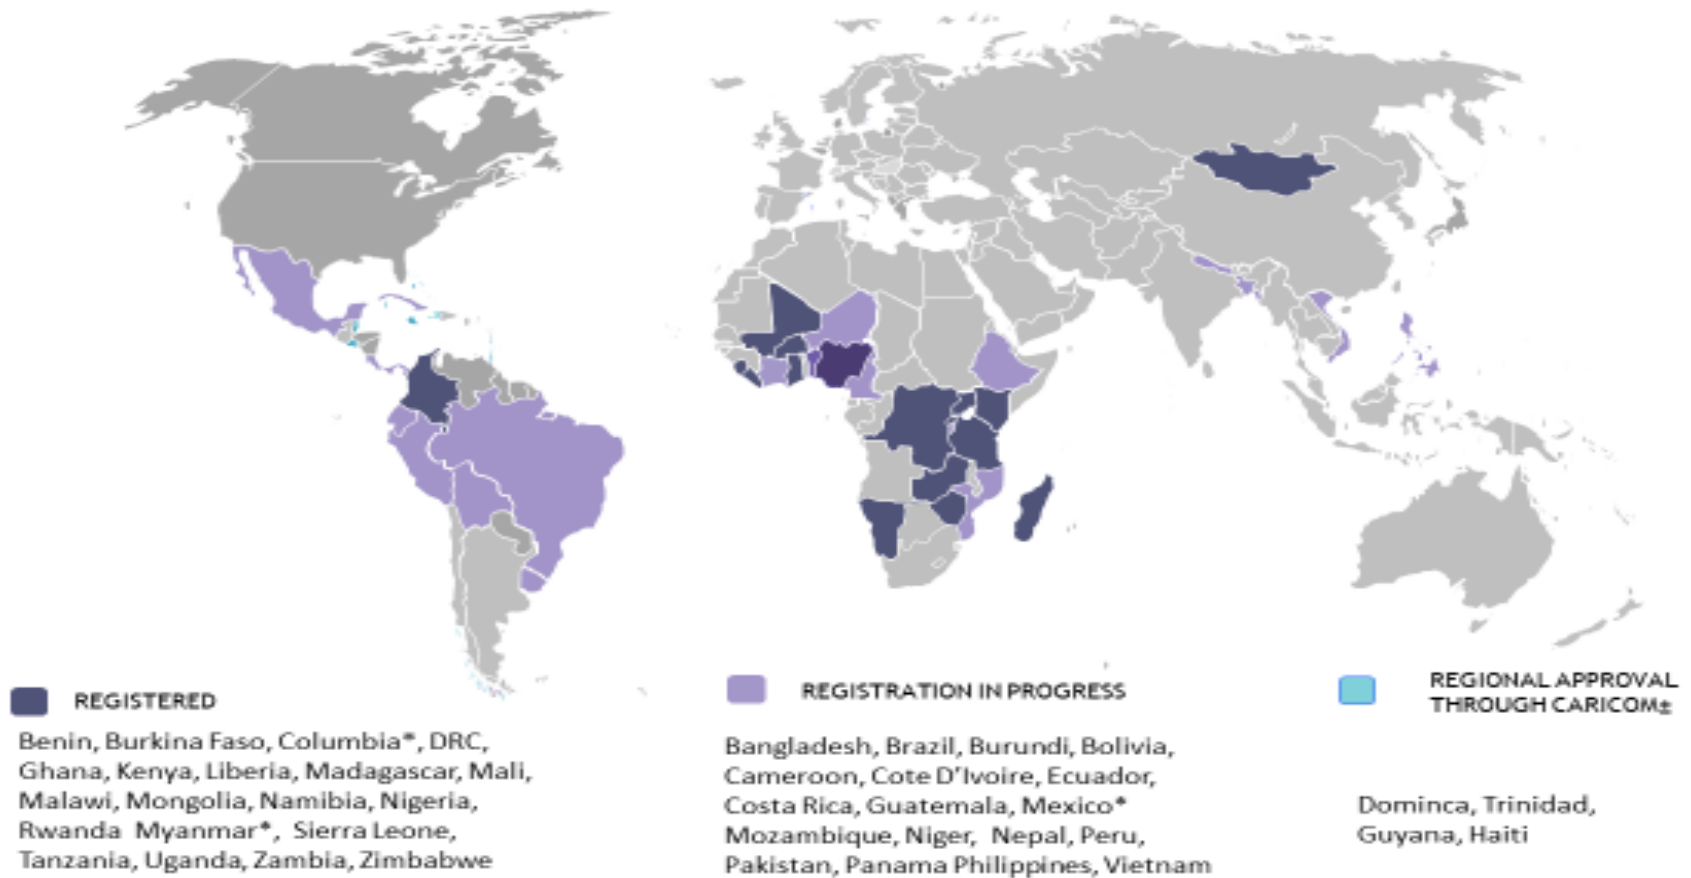 REGISTERED
Benin, Burkina Faso, Columbia*, DRC,
Ghana, Kenya, Liberia, Madagascar, Mali,
Malawi, Mongolia, Namibia, Nigeria,
Rwanda Myanmar*, Sierra Leone,
Tanzania, Uganda, Zambia, Zimbabwe
REGISTRATION IN PROGRESS
Bangladesh, Brazil, Burundi, Bolivia,
Cameroon, Cote D'Ivoire, Ecuador,
Costa Rica, Guatemala, Mexico*
Mozambique, Niger, Nepal, Peru,
Pakistan, Panama Philippines, Vietnam
REGIONAL APPROVAL
THROUGH CARICOM±
Dominca, Trinidad,
Guyana, Haiti